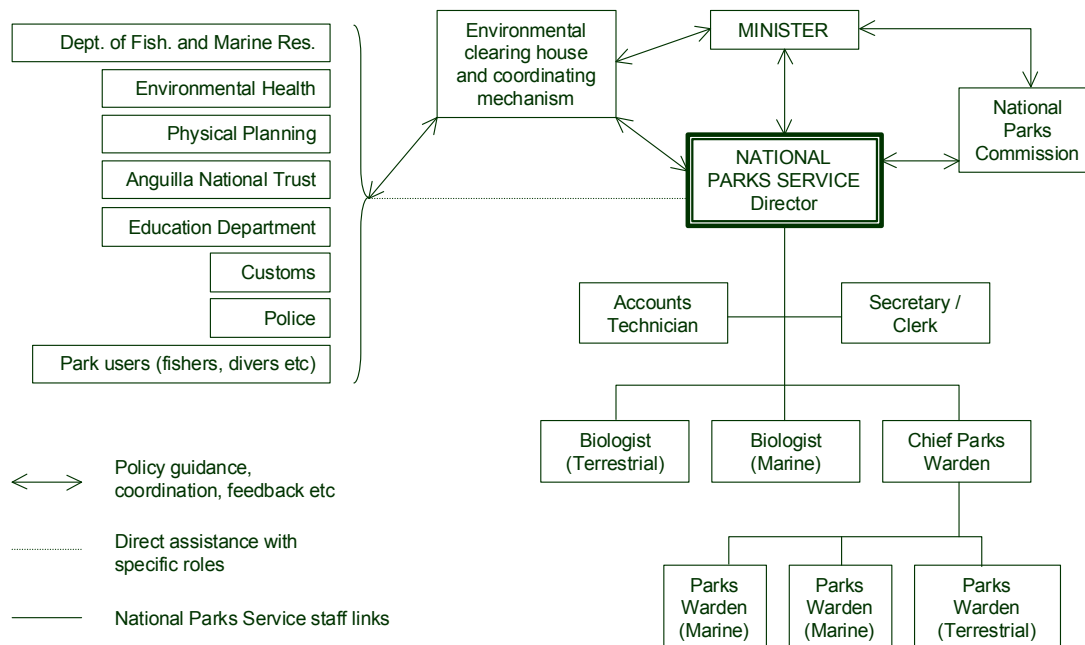 Dept. of Fish. and Marine Res.
Environmental Health
Physical Planning
Anguilla National Trust
Education Department
Customs
Police
Park users (fishers, divers etc)
Environmental
clearing house
and coordinating
mechanism
MINISTER
National
Parks
Commission
NATIONAL
PARKS SERVICE
Director
Accounts
Technician
Secretary /
Clerk
Biologist
(Terrestrial)
Biologist
(Marine)
Chief Parks
Warden
Parks
Warden
(Marine)
Parks
Warden
(Marine)
Parks
Warden
(Terrestrial)
Policy guidance,
coordination, feedback etc
Direct assistance with
specific roles
National Parks Service staff links